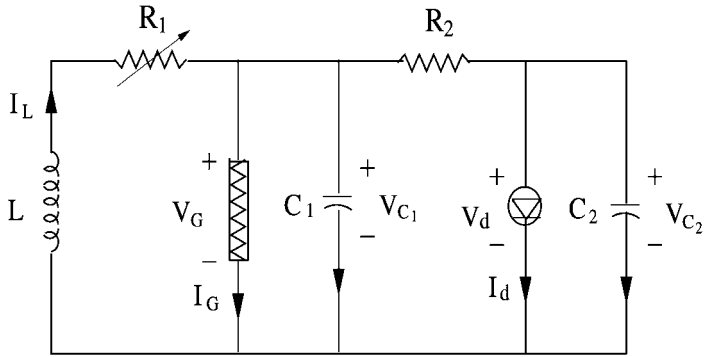 R1
R2
IL
L
+
VG
−
IG
C1
+
VC1
−
+
Vd
−
Id
C2
+
VC2
−